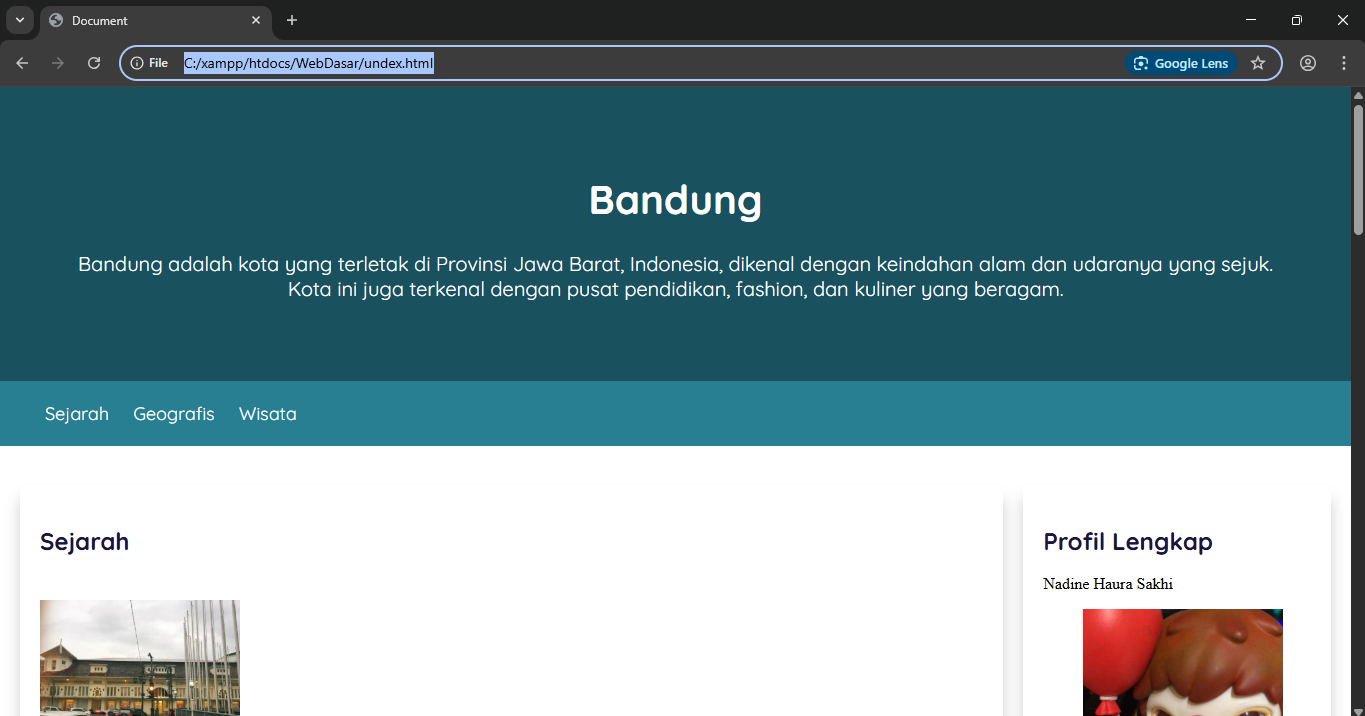 Document
File
C:/xampp/htdocs/WebDasar/undex.html
Google Lens
Bandung
Bandung adalah kota yang terletak di Provinsi Jawa Barat, Indonesia, dikenal dengan keindahan alam dan udaranya yang sejuk.
Kota ini juga terkenal dengan pusat pendidikan, fashion, dan kuliner yang beragam.
Sejarah Geografis Wisata
Sejarah
Profil Lengkap
Nadine Haura Sakhi